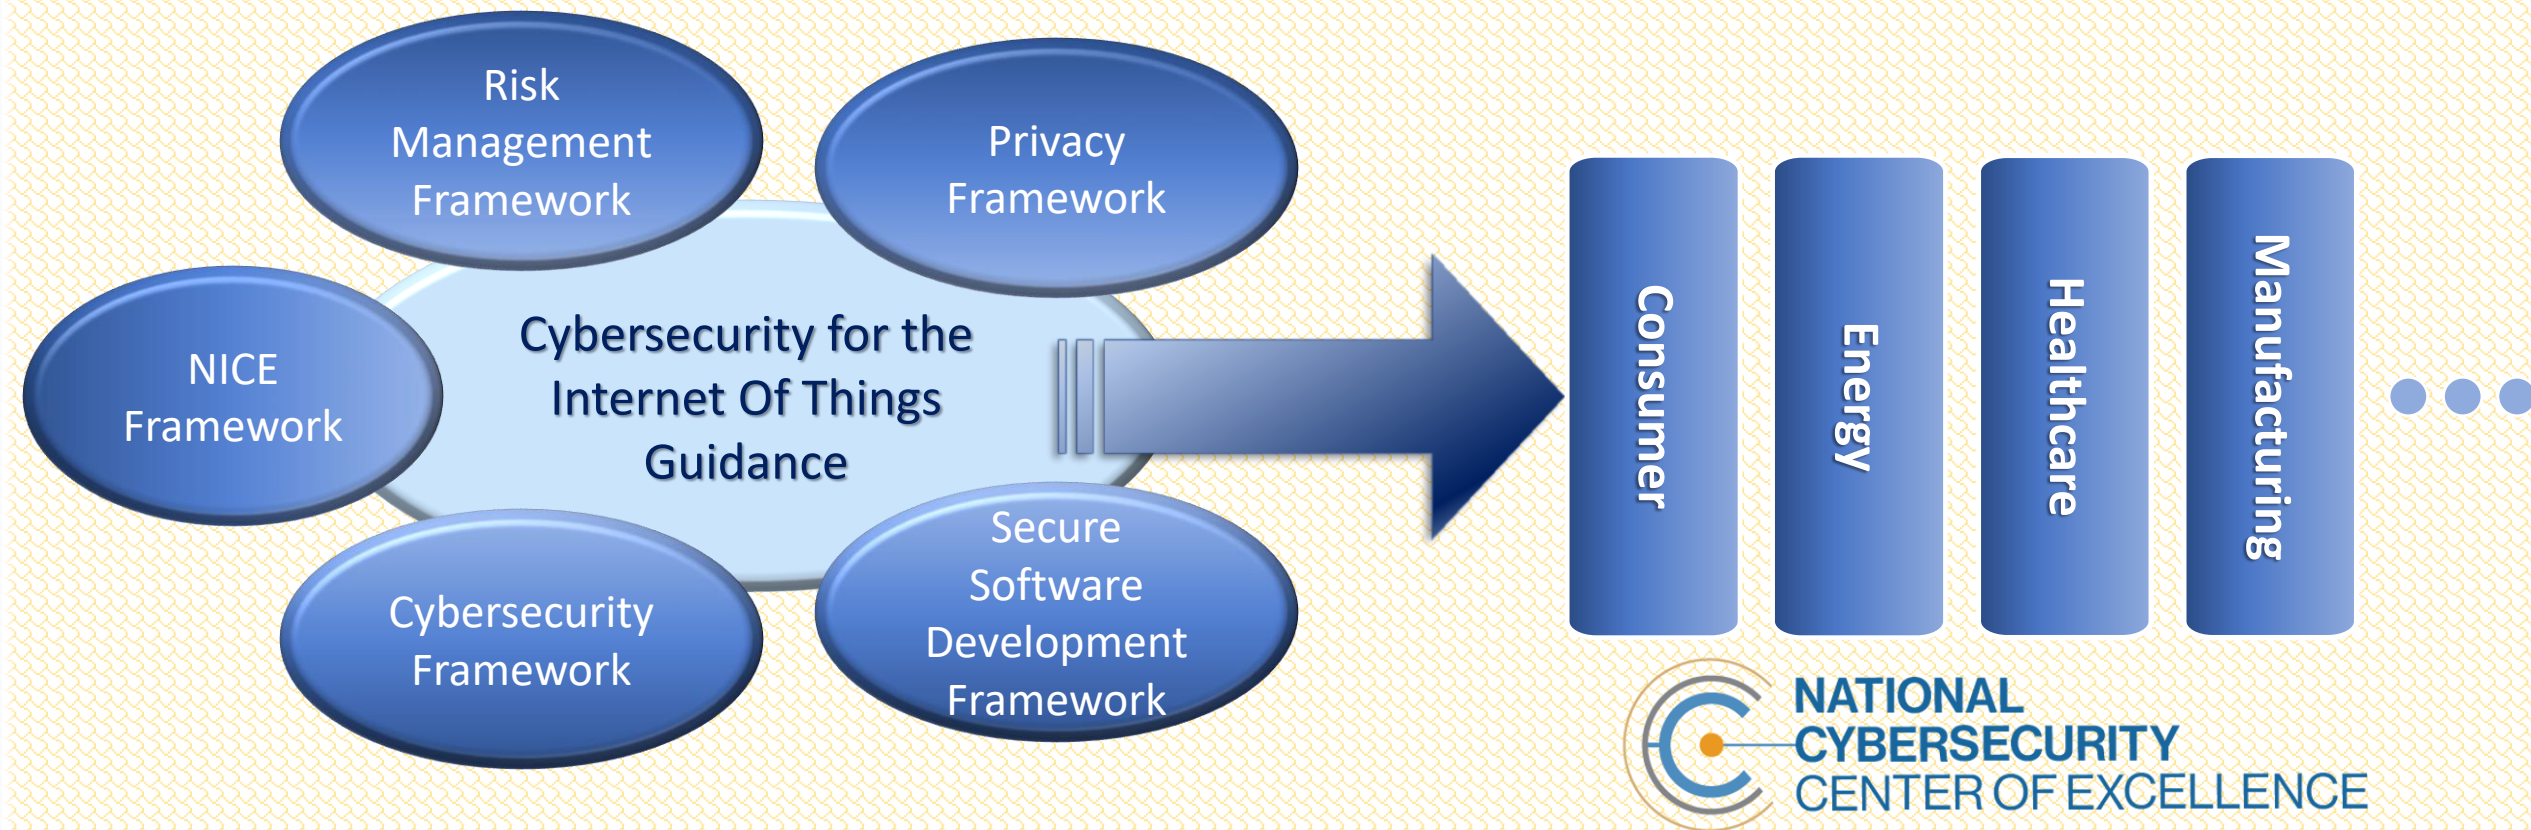 Risk
Management
Framework
Privacy
Framework
NICE
Framework
Cybersecurity for the
Internet Of Things
Guidance
Cybersecurity
Framework
Secure
Software
Development
Framework
Consumer
Energy
Healthcare
Manufacturing
NATIONAL
CYBERSECURITY
CENTER OF EXCELLENCE